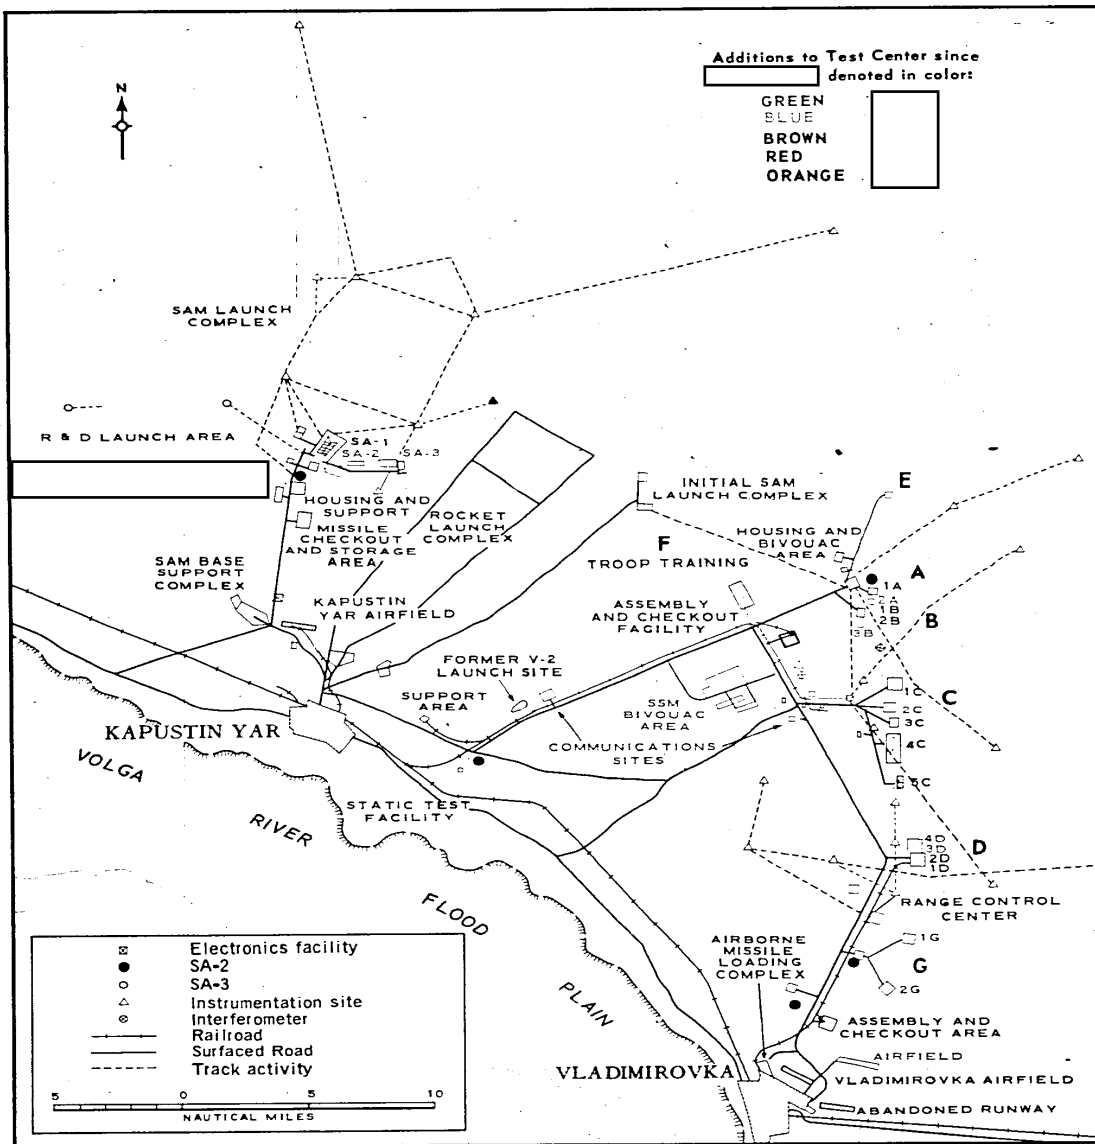 Additions to Test Center since
denoted in color:
GREEN
BLUE
BROWN
RED
ORANGE
N
SAM LAUNCH
COMPLEX
R & D LAUNCH AREA
SA-1
SA-2
SA-3
HOUSING AND
SUPPORT
MISSILE
CHECKOUT
AND STORAGE
AREA
ROCKET
LAUNCH
COMPLEX
INITIAL SAM
LAUNCH COMPLEX
E
HOUSING AND
BIVOUAC
AREA
F
TROOP TRAINING
A
1A
2A
1B
2B
3B
B
SAM BASE
SUPPORT
COMPLEX
KAPUSTIN
YAR AIRFIELD
ASSEMBLY
AND CHECKOUT
FACILITY
FORMER V-2
LAUNCH SITE
SUPPORT
AREA
SSM
BIVOUAC
AREA
COMMUNICATIONS
SITES
C
1C
2C
3C
4C
5C
KAPUSTIN YAR
VOLGA
RIVER
FLOOD
PLAIN
STATIC TEST
FACILITY
4D
3D
2D
1D
D
RANGE CONTROL
CENTER
AIRBORNE
MISSILE
LOADING
COMPLEX
1G
G
2G
ASSEMBLY AND
CHECKOUT AREA
AIRFIELD
VLADIMIROVKA
VLADIMIROVKA AIRFIELD
ABANDONED RUNWAY
Electronics facility
SA-2
SA-3
Instrumentation site
Interferometer
Railroad
Surfaced Road
Track activity
5 0 5 10
NAUTICAL MILES